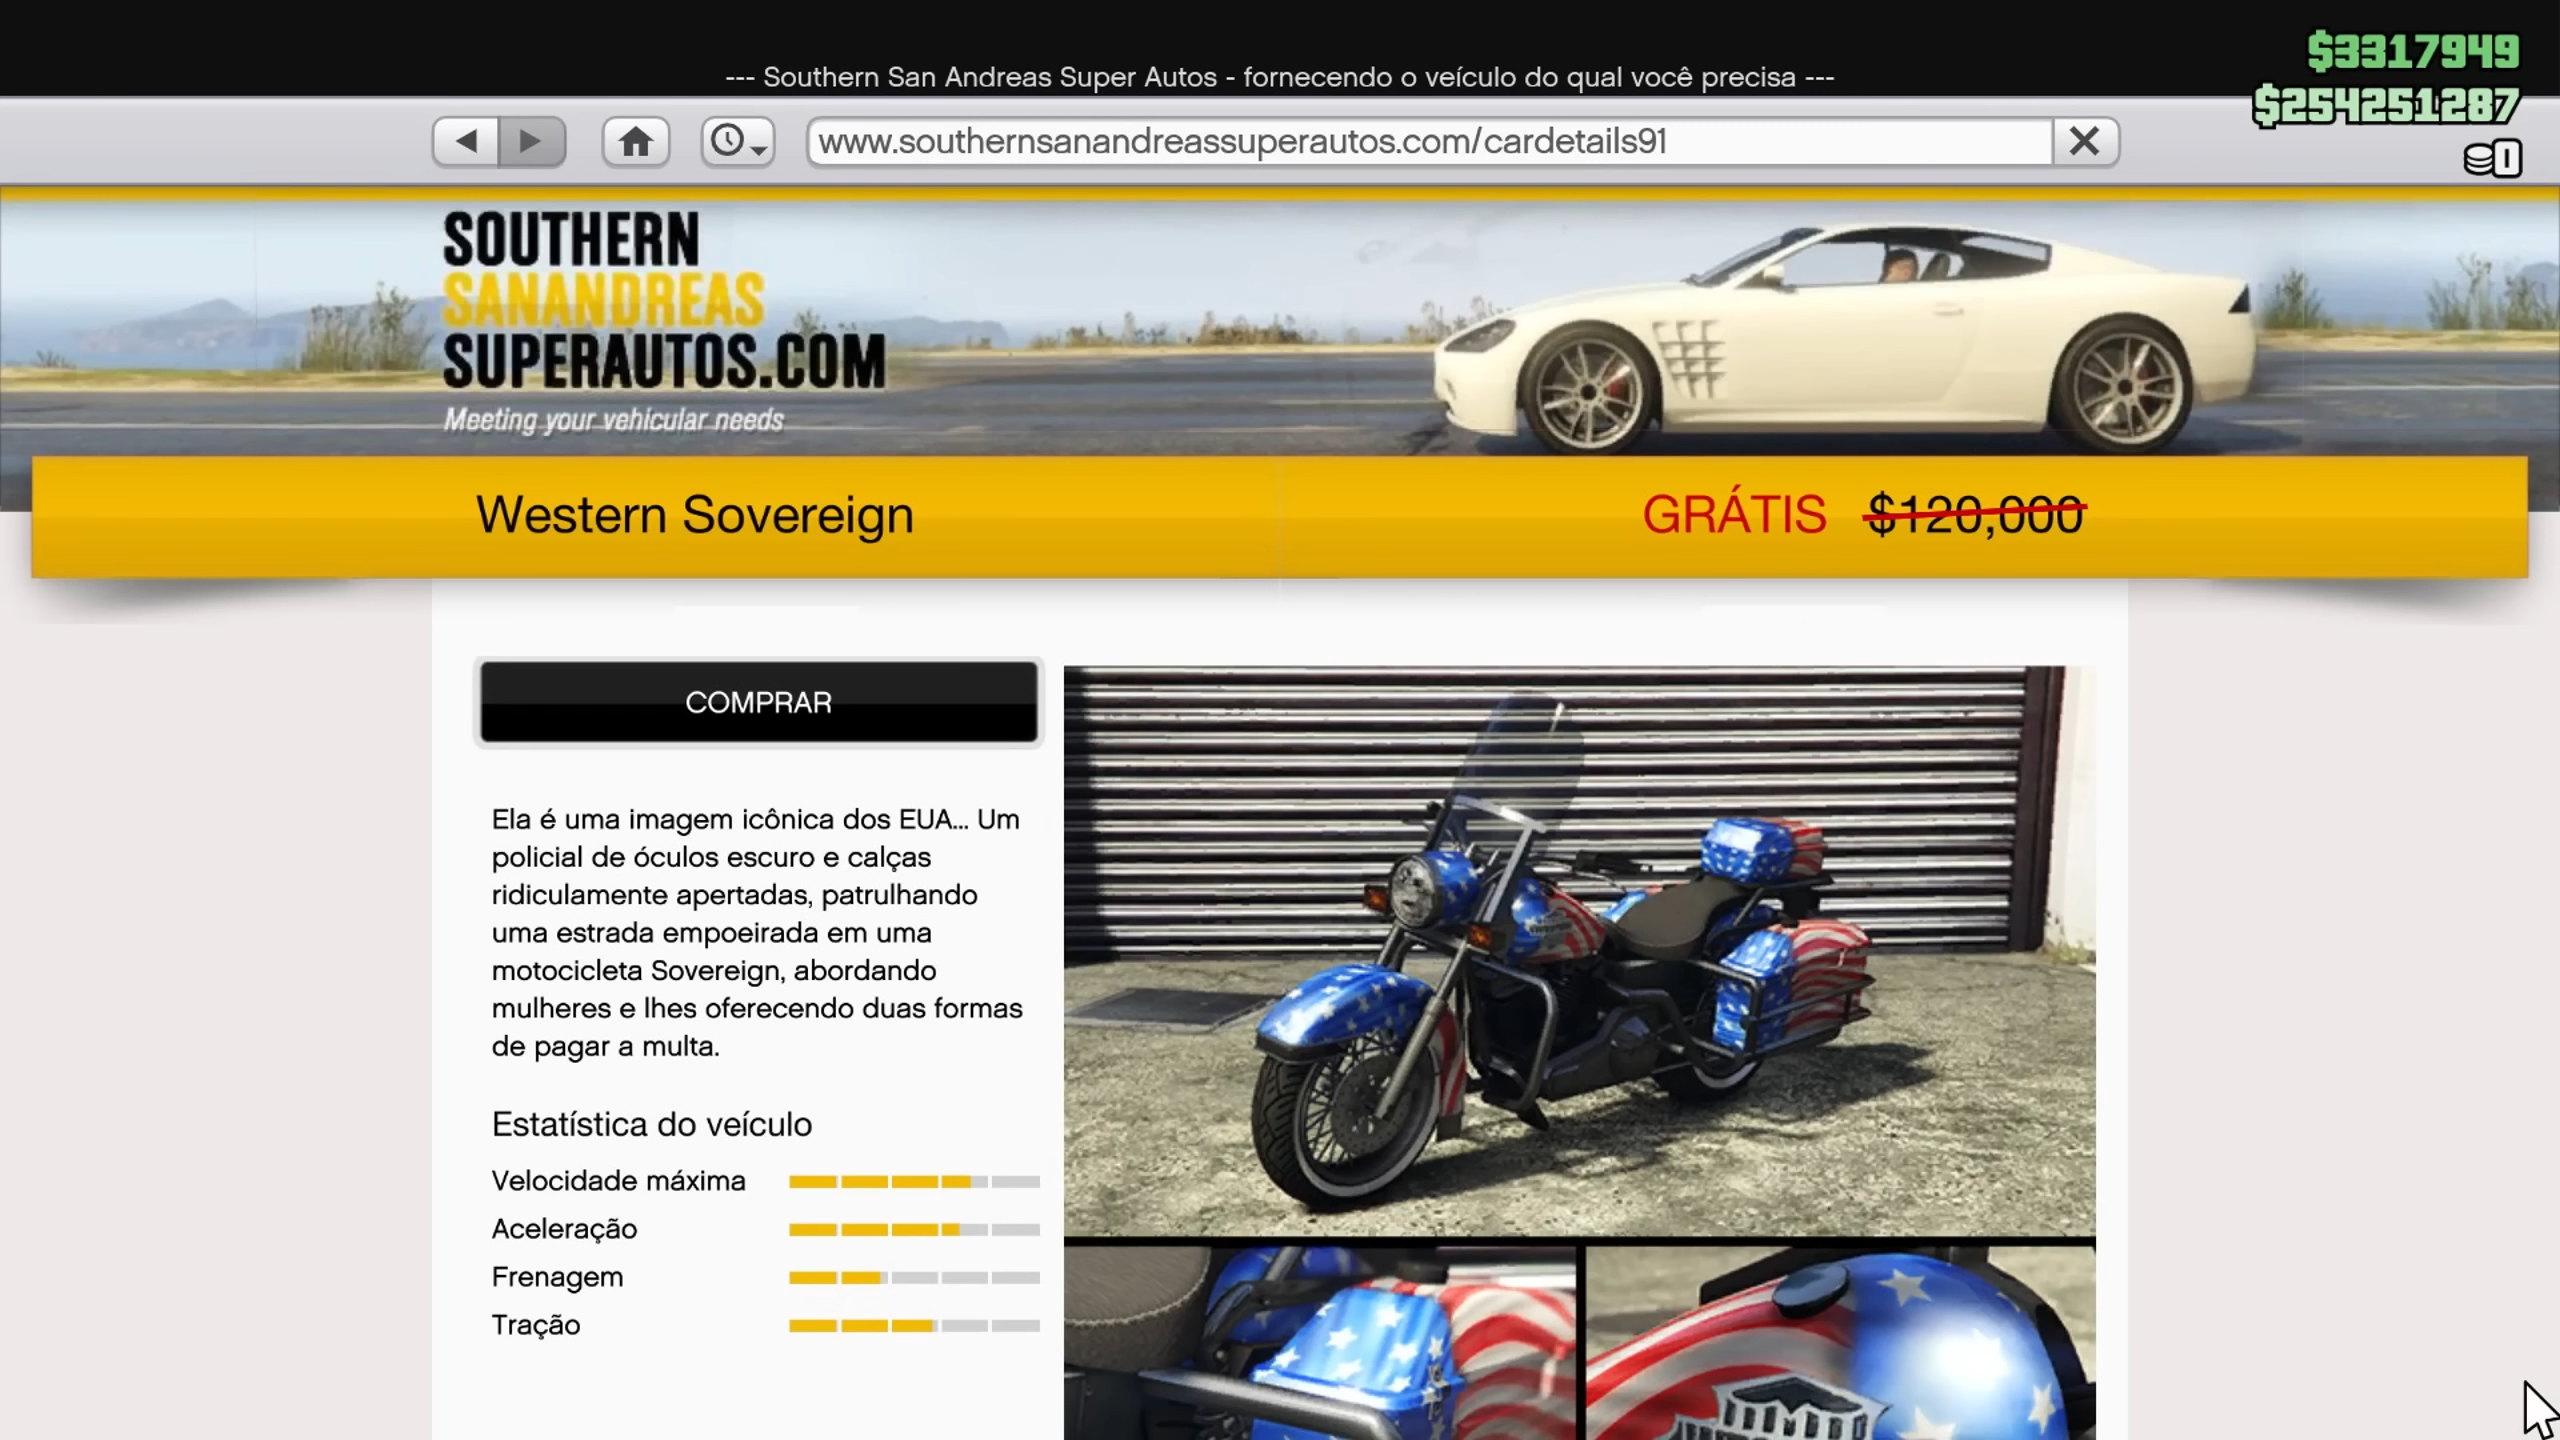 --- Southern San Andreas Super Autos - fornecendo o veículo do qual você precisa ---
$3317949
$254251287
0
www.southernsanandreassuperautos.com/cardetails91
SOUTHERN
SANANDREAS
SUPERAUTOS.COM
Meeting your vehicular needs
Western Sovereign
GRÁTIS $120,000
COMPRAR
Ela é uma imagem icônica dos EUA... Um
policial de óculos escuro e calças
ridiculamente apertadas, patrulhando
uma estrada empoeirada em uma
motocicleta Sovereign, abordando
mulheres e lhes oferecendo duas formas
de pagar a multa.
Estatística do veículo
Velocidade máxima
Aceleração
Frenagem
Tração